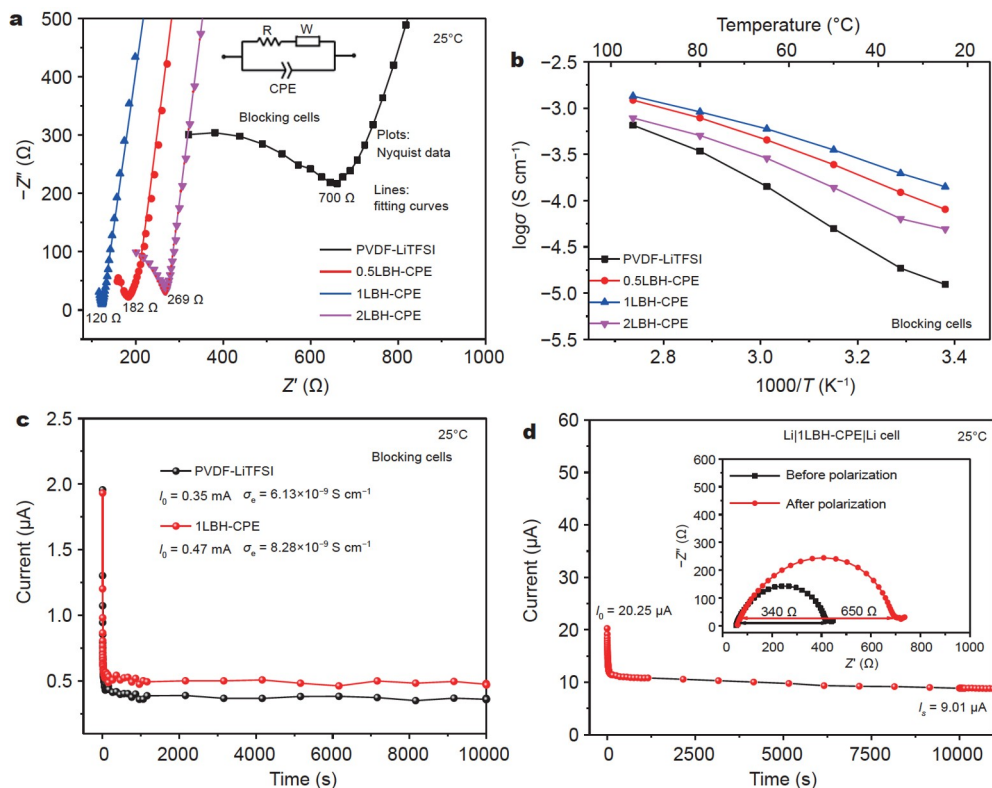 a
25°C
R
W
CPE
Blocking cells
Plots:
Nyquist data
Lines:
fitting curves
700 Ω
120 Ω
182 Ω
269 Ω
PVDF-LiTFSI
0.5LBH-CPE
1LBH-CPE
2LBH-CPE
500
400
300
200
100
0
−Z″ (Ω)
200 400 600 800 1000
Z′ (Ω)
b
Temperature (°C)
100 80 60 40 20
−2.5
−3.0
−3.5
−4.0
−4.5
−5.0
−5.5
logσ (S cm⁻¹)
PVDF-LiTFSI
0.5LBH-CPE
1LBH-CPE
2LBH-CPE
Blocking cells
2.8 3.0 3.2 3.4
1000/T (K⁻¹)
c
25°C
Blocking cells
PVDF-LiTFSI
I₀ = 0.35 mA σₑ = 6.13×10⁻⁹ S cm⁻¹
1LBH-CPE
I₀ = 0.47 mA σₑ = 8.28×10⁻⁹ S cm⁻¹
2.5
2.0
1.5
1.0
0.5
0.0
Current (μA)
0 2000 4000 6000 8000 10000
Time (s)
d
Li|1LBH-CPE|Li cell 25°C
Before polarization
After polarization
600
500
400
300
200
100
0
−Z″ (Ω)
340 Ω 650 Ω
0 200 400 600 800 1000
Z′ (Ω)
I₀ = 20.25 μA
Iₛ = 9.01 μA
60
50
40
30
20
10
0
Current (μA)
0 2500 5000 7500 10000
Time (s)